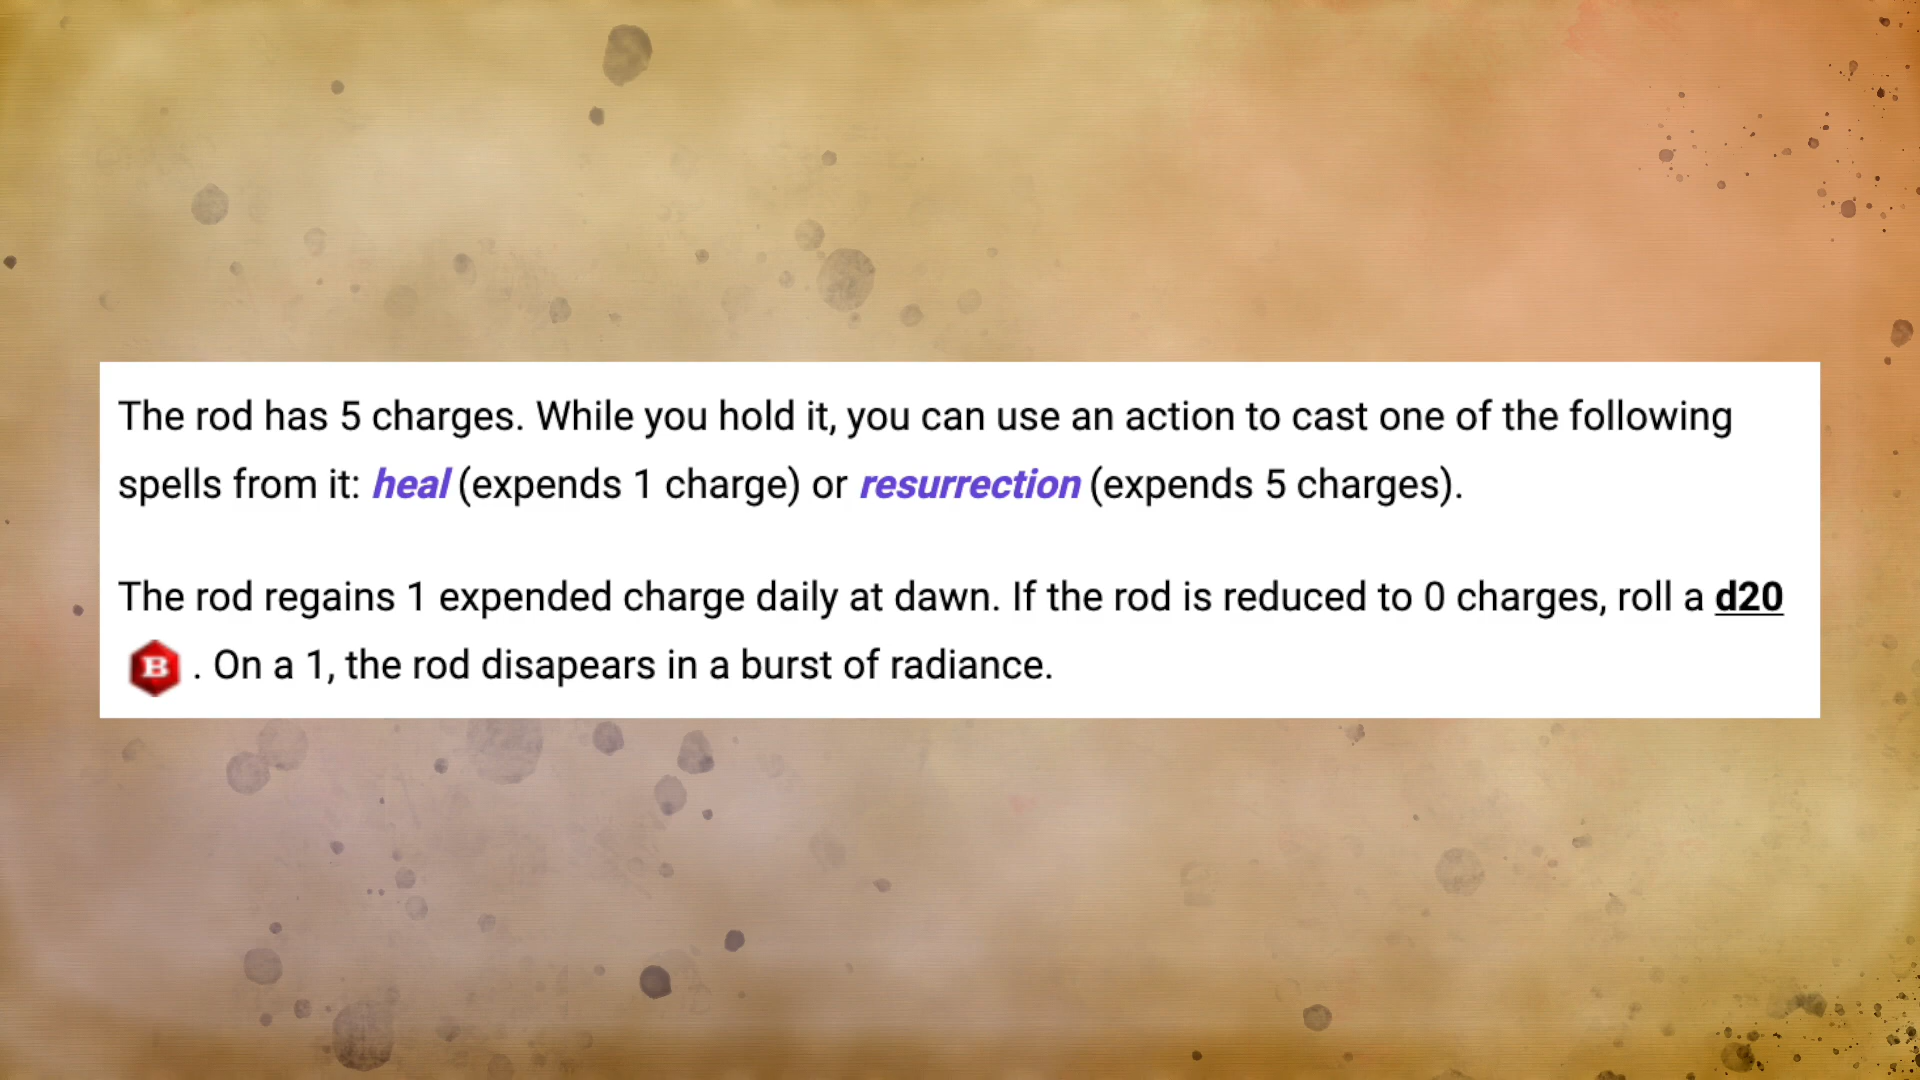 The rod has 5 charges. While you hold it, you can use an action to cast one of the following
spells from it: heal (expends 1 charge) or resurrection (expends 5 charges).
The rod regains 1 expended charge daily at dawn. If the rod is reduced to 0 charges, roll a d20
B . On a 1, the rod disapears in a burst of radiance.